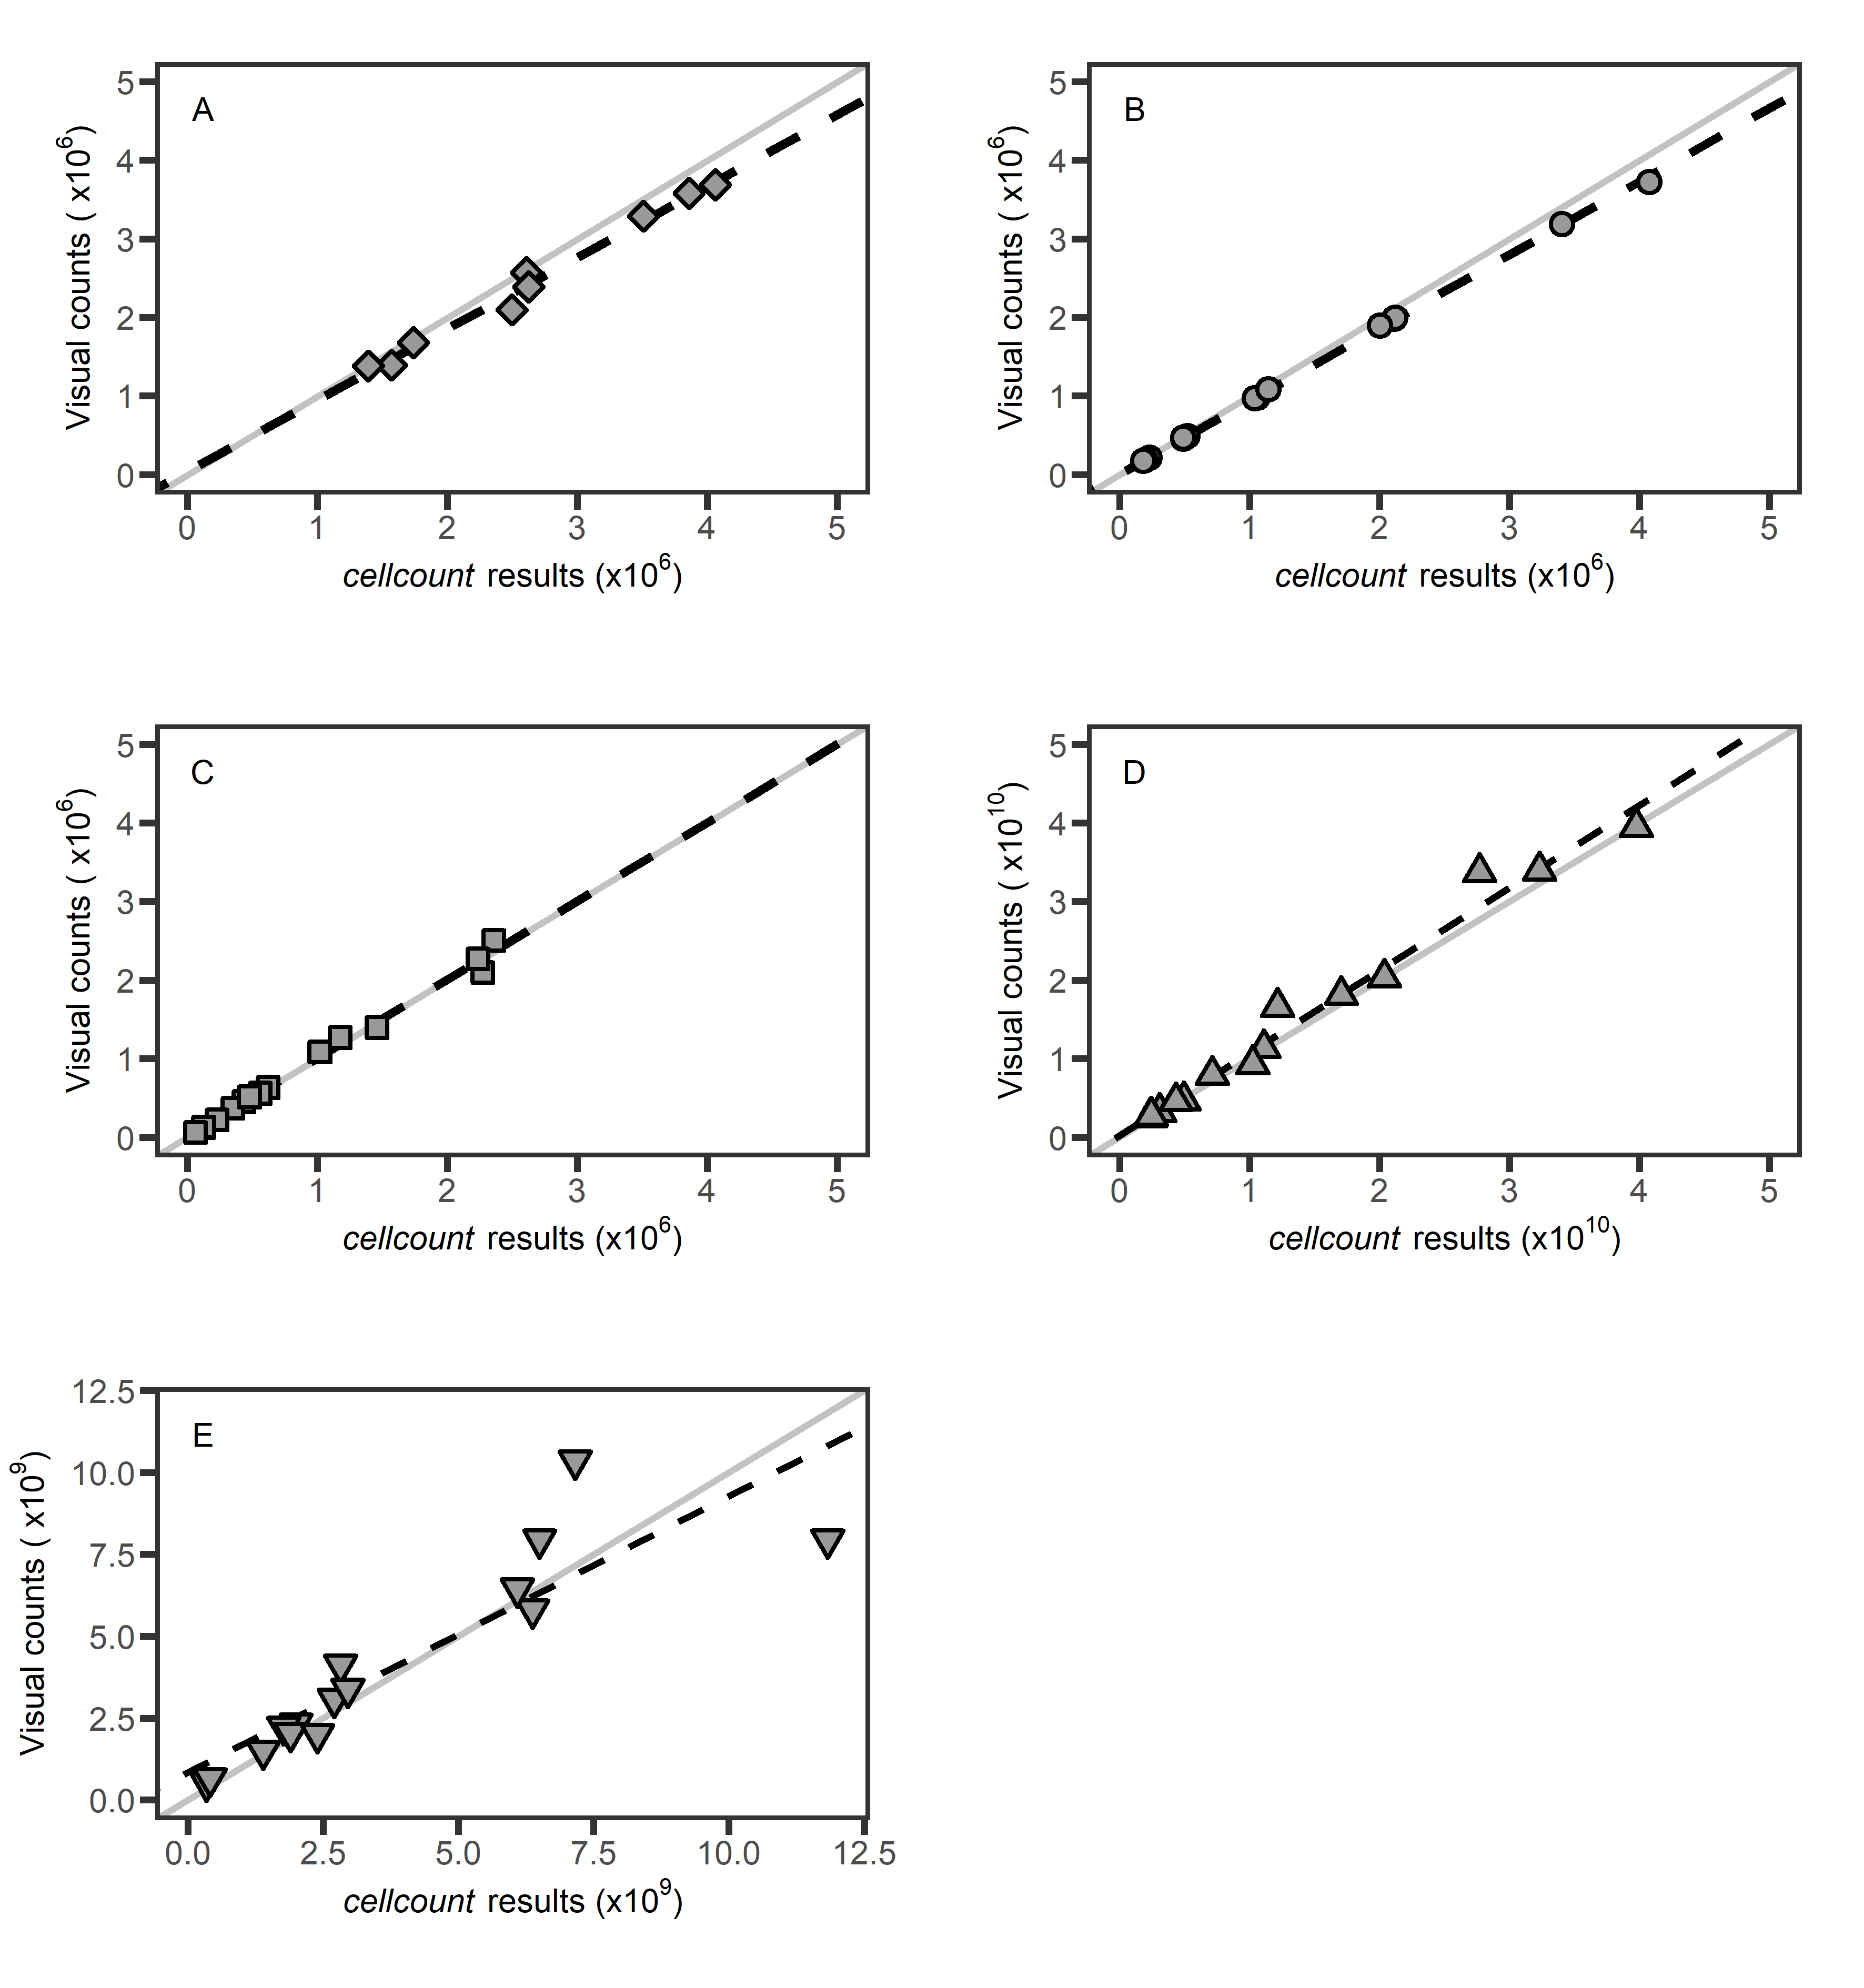 A
Visual counts ( x10⁶)
5
4
3
2
1
0
0 1 2 3 4 5
cellcount results (x10⁶)
B
Visual counts ( x10⁶)
5
4
3
2
1
0
0 1 2 3 4 5
cellcount results (x10⁶)
C
Visual counts ( x10⁶)
5
4
3
2
1
0
0 1 2 3 4 5
cellcount results (x10⁶)
D
Visual counts ( x10¹⁰)
5
4
3
2
1
0
0 1 2 3 4 5
cellcount results (x10¹⁰)
E
Visual counts ( x10⁹)
12.5
10.0
7.5
5.0
2.5
0.0
0.0 2.5 5.0 7.5 10.0 12.5
cellcount results (x10⁹)